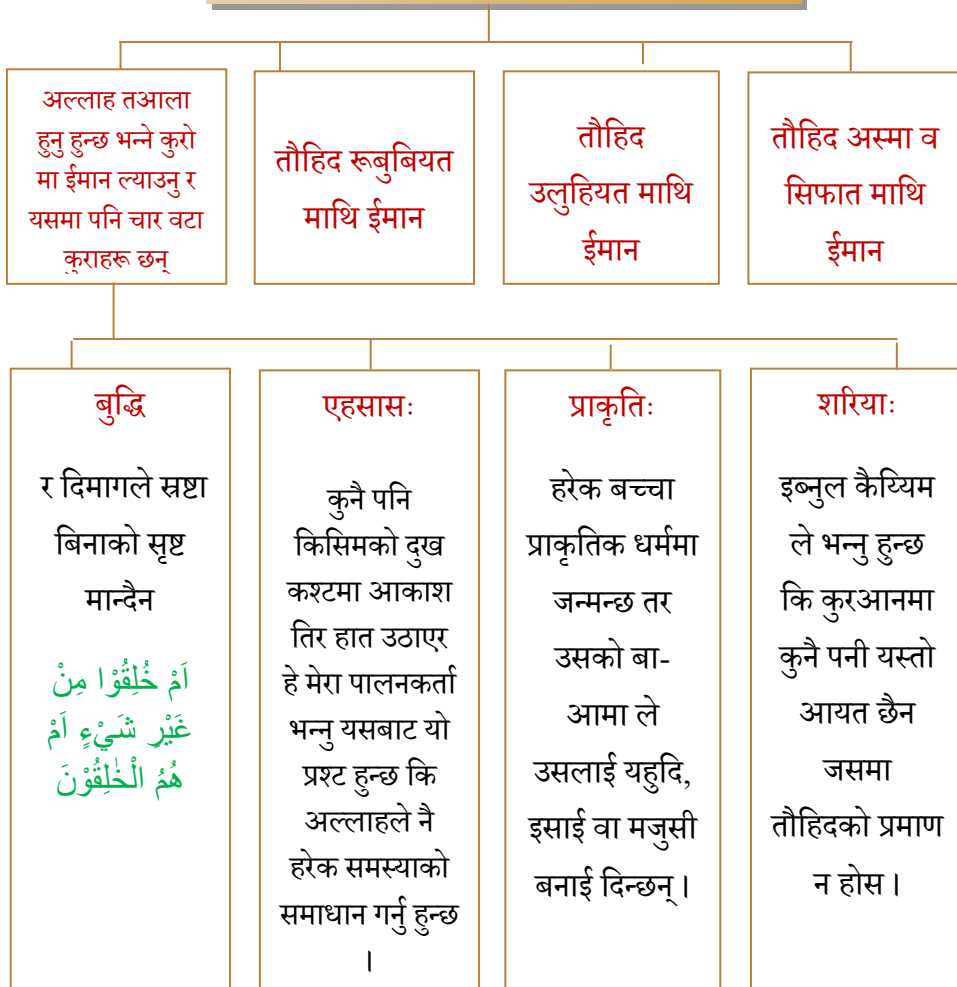 अल्लाह तआला
हुनु हुन्छ भन्ने कुरो
मा ईमान ल्याउनु र
यसमा पनि चार वटा
कुराहरू छन्
तौहिद रूबुबियत
माथि ईमान
तौहिद
उलुहियत माथि
ईमान
तौहिद अस्मा व
सिफात माथि
ईमान
बुद्धि
र दिमागले स्रष्टा
बिनाको सृष्ट
मान्दैन
اَمْ خُلِقُوْا مِنْ
غَيْرِ شَيْءٍ اَمْ
هُمُ الْخٰلِقُوْنَ
एहसासः
कुनै पनि
किसिमको दुख
कश्टमा आकाश
तिर हात उठाएर
हे मेरा पालनकर्ता
भन्नु यसबाट यो
प्रश्ट हुन्छ कि
अल्लाहले नै
हरेक समस्याको
समाधान गर्नु हुन्छ
।
प्राकृतिः
हरेक बच्चा
प्राकृतिक धर्ममा
जन्मन्छ तर
उसको बा-
आमा ले
उसलाई यहुदि,
इसाई वा मजुसी
बनाई दिन्छन् ।
शरियाः
इब्नुल कैय्यिम
ले भन्नु हुन्छ
कि कुरआनमा
कुनै पनी यस्तो
आयत छैन
जसमा
तौहिदको प्रमाण
न होस ।